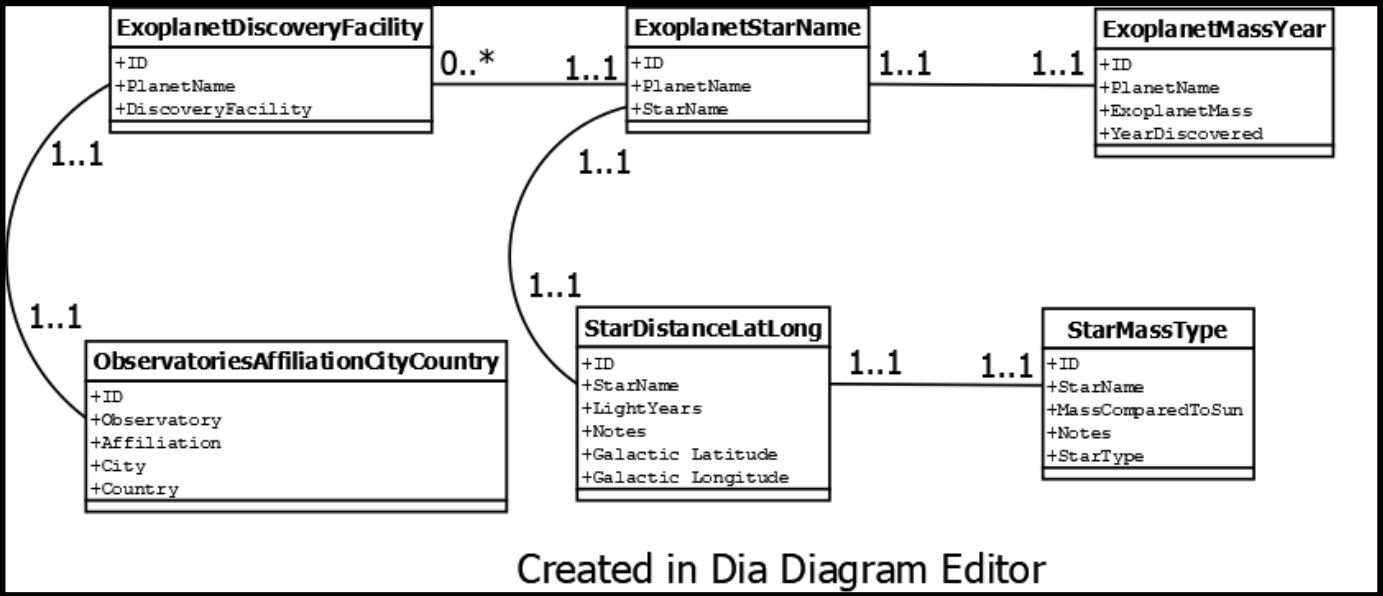 ExoplanetDiscoveryFacility
+ID
+PlanetName
+DiscoveryFacility
0..*
1..1
ExoplanetStarName
+ID
+PlanetName
+StarName
1..1
1..1
ExoplanetMassYear
+ID
+PlanetName
+ExoplanetMass
+YearDiscovered
1..1
1..1
1..1
1..1
ObservatoriesAffiliationCityCountry
+ID
+Observatory
+Affiliation
+City
+Country
StarDistanceLatLong
+ID
+StarName
+LightYears
+Notes
+Galactic Latitude
+Galactic Longitude
1..1
1..1
StarMassType
+ID
+StarName
+MassComparedToSun
+Notes
+StarType
Created in Dia Diagram Editor